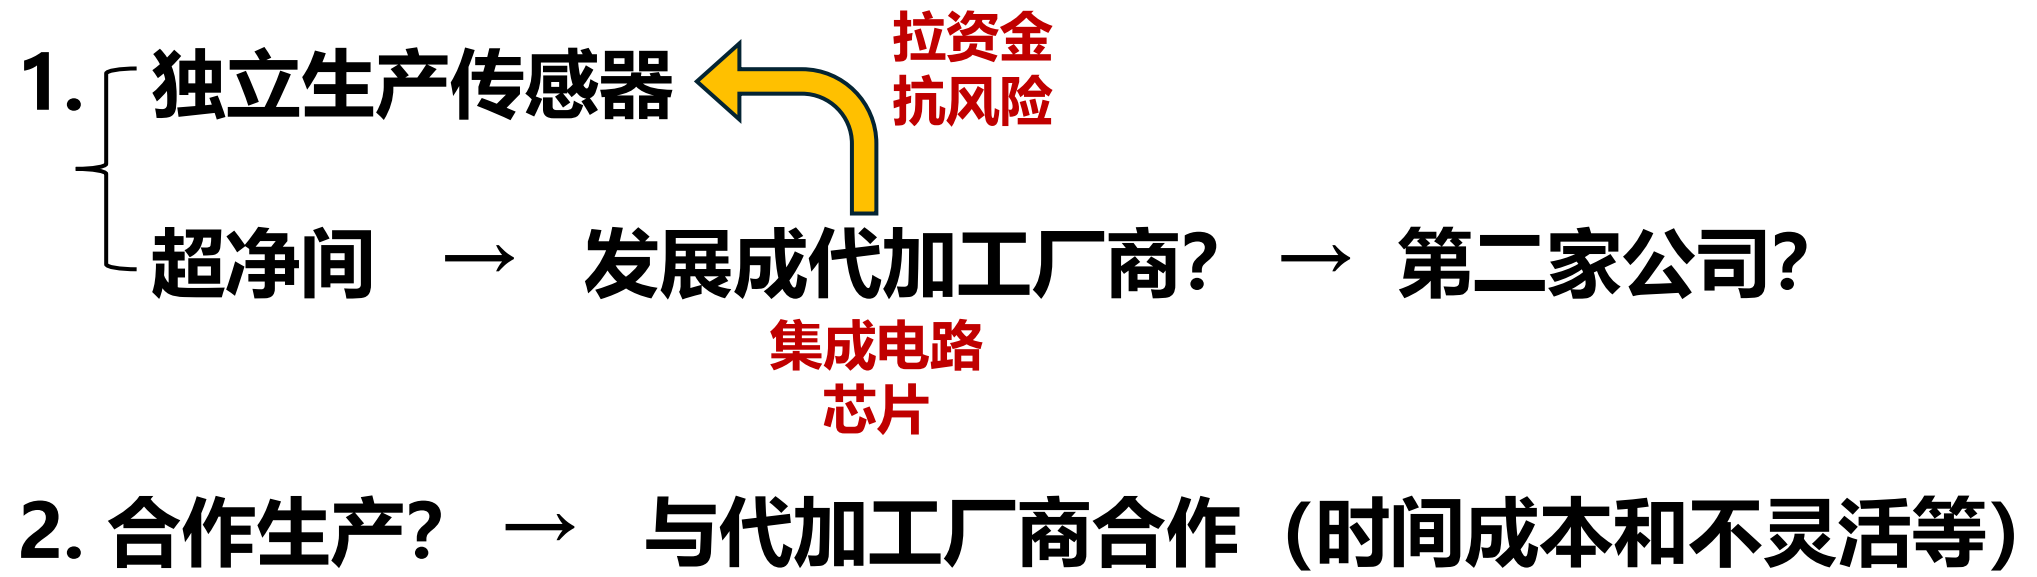 1. 独立生产传感器
拉资金
抗风险
超净间 → 发展成代加工厂商? → 第二家公司?
集成电路
芯片
2. 合作生产? → 与代加工厂商合作（时间成本和不灵活等）